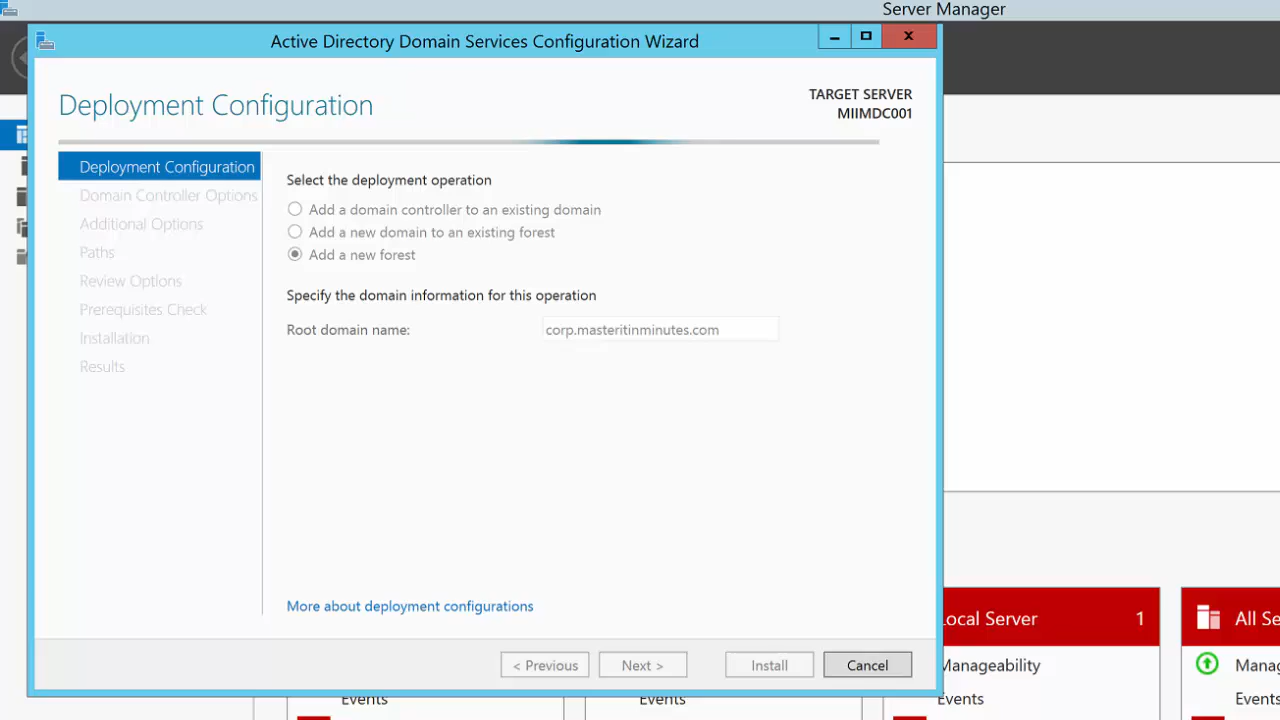 Server Manager
Active Directory Domain Services Configuration Wizard
Deployment Configuration
TARGET SERVER
MIIMDC001
Deployment Configuration
Domain Controller Options
Additional Options
Paths
Review Options
Prerequisites Check
Installation
Results
Select the deployment operation
Add a domain controller to an existing domain
Add a new domain to an existing forest
Add a new forest
Specify the domain information for this operation
Root domain name: corp.masteritinminutes.com
More about deployment configurations
< Previous Next > Install Cancel
ocal Server 1
All Se
Manageability
Manag
Events
Events
Events
Events